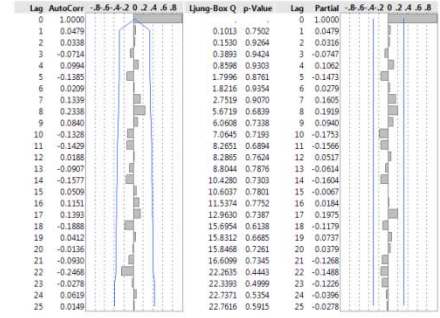 Lag AutoCorr -.8-.6-.4-.2 0 .2 .4 .6 .8 Ljung-Box Q p-Value Lag Partial -.8-.6-.4-.2 0 .2 .4 .6 .8
0 1.0000 . . 0 1.0000
1 0.0479 0.1013 0.7502 1 0.0479
2 0.0338 0.1530 0.9264 2 0.0316
3 -0.0714 0.3893 0.9424 3 -0.0747
4 0.0994 0.8598 0.9303 4 0.1062
5 -0.1385 1.7996 0.8761 5 -0.1473
6 0.0209 1.8216 0.9354 6 0.0279
7 0.1339 2.7519 0.9070 7 0.1605
8 0.2338 5.6719 0.6839 8 0.1919
9 0.0840 6.0608 0.7338 9 0.0940
10 -0.1328 7.0645 0.7193 10 -0.1753
11 -0.1429 8.2651 0.6894 11 -0.1566
12 0.0188 8.2865 0.7624 12 0.0517
13 -0.0907 8.8044 0.7876 13 -0.0614
14 -0.1577 10.4280 0.7303 14 -0.1604
15 0.0509 10.6037 0.7801 15 -0.0067
16 0.1151 11.5374 0.7752 16 0.0184
17 0.1393 12.9630 0.7387 17 0.1975
18 -0.1888 15.6954 0.6138 18 -0.1179
19 0.0412 15.8312 0.6685 19 0.0737
20 -0.0136 15.8468 0.7261 20 0.0379
21 -0.0930 16.6099 0.7345 21 -0.1268
22 -0.2468 22.2635 0.4443 22 -0.1488
23 -0.0278 22.3393 0.4999 23 -0.1226
24 0.0619 22.7371 0.5354 24 -0.0396
25 0.0149 22.7616 0.5915 25 -0.0278